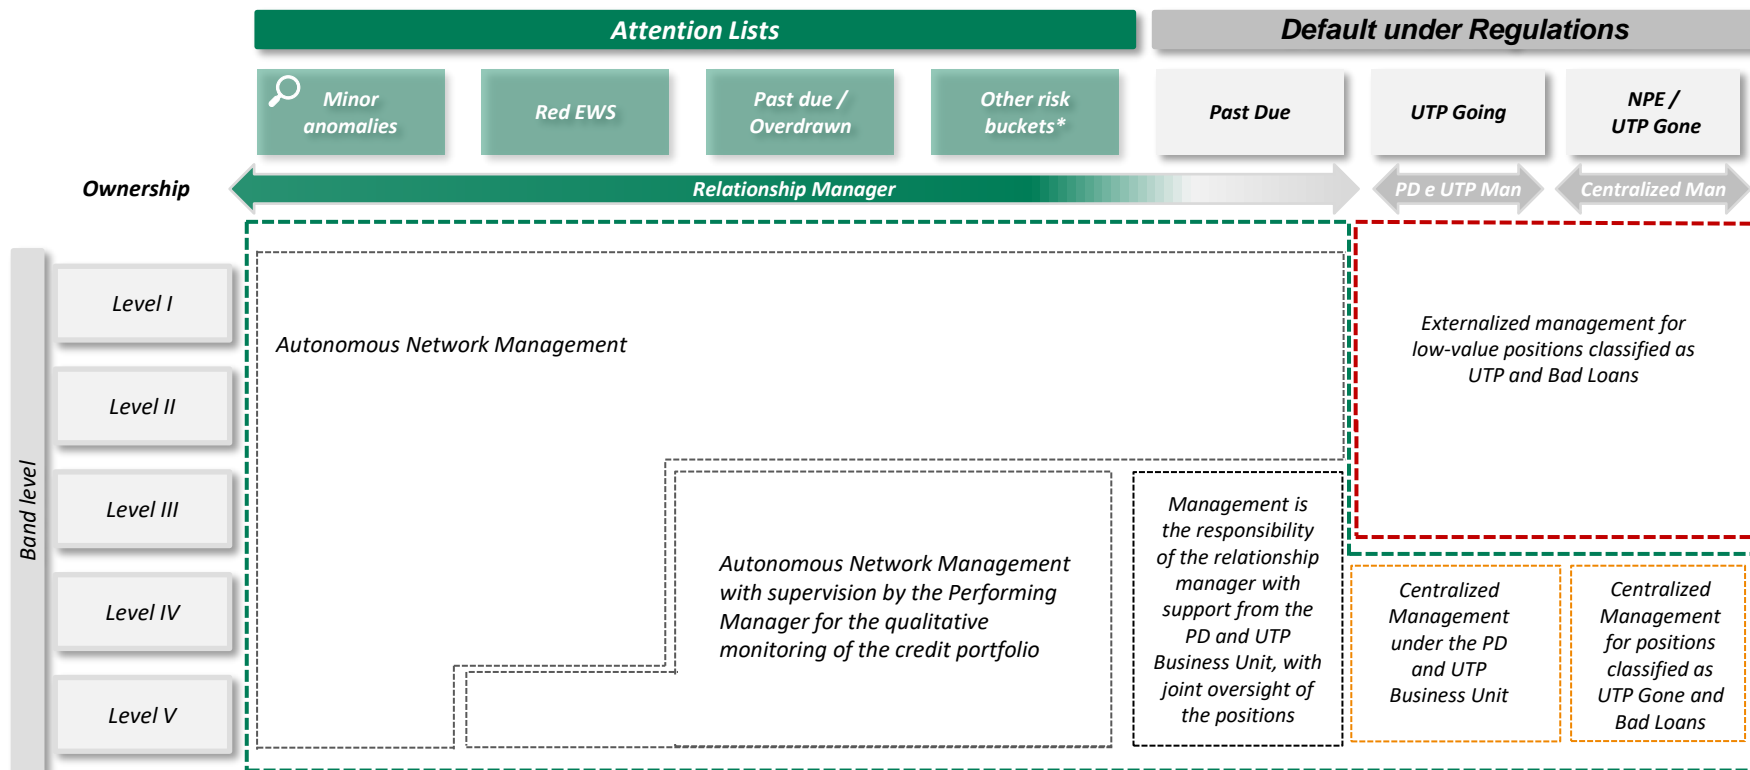 Attention Lists
Default under Regulations
Minor
anomalies
Red EWS
Past due /
Overdrawn
Other risk
buckets*
Past Due
UTP Going
NPE /
UTP Gone
Ownership
Relationship Manager
PD e UTP Man
Centralized Man
Band level
Level I
Level II
Level III
Level IV
Level V
Autonomous Network Management
Externalized management for
low-value positions classified as
UTP and Bad Loans
Autonomous Network Management
with supervision by the Performing
Manager for the qualitative
monitoring of the credit portfolio
Management is
the responsibility
of the relationship
manager with
support from the
PD and UTP
Business Unit, with
joint oversight of
the positions
Centralized
Management
under the PD
and UTP
Business Unit
Centralized
Management
for positions
classified as
UTP Gone and
Bad Loans